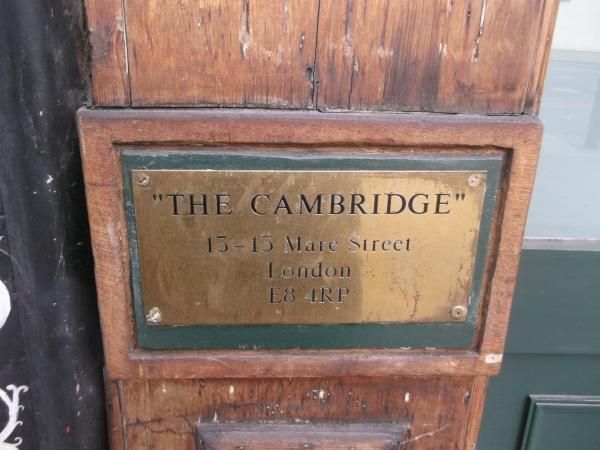 "THE CAMBRIDGE"
13-15 Mare Street
London
E8 4RP